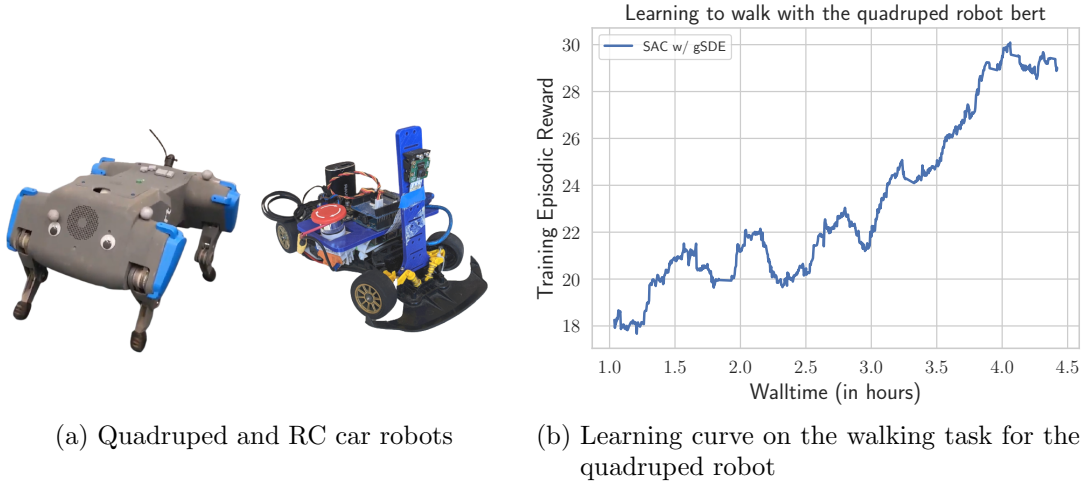 Learning to walk with the quadruped robot bert
SAC w/ gSDE
Training Episodic Reward
30
28
26
24
22
20
18
1.0 1.5 2.0 2.5 3.0 3.5 4.0 4.5
Walltime (in hours)
(a) Quadruped and RC car robots
(b) Learning curve on the walking task for the
quadruped robot